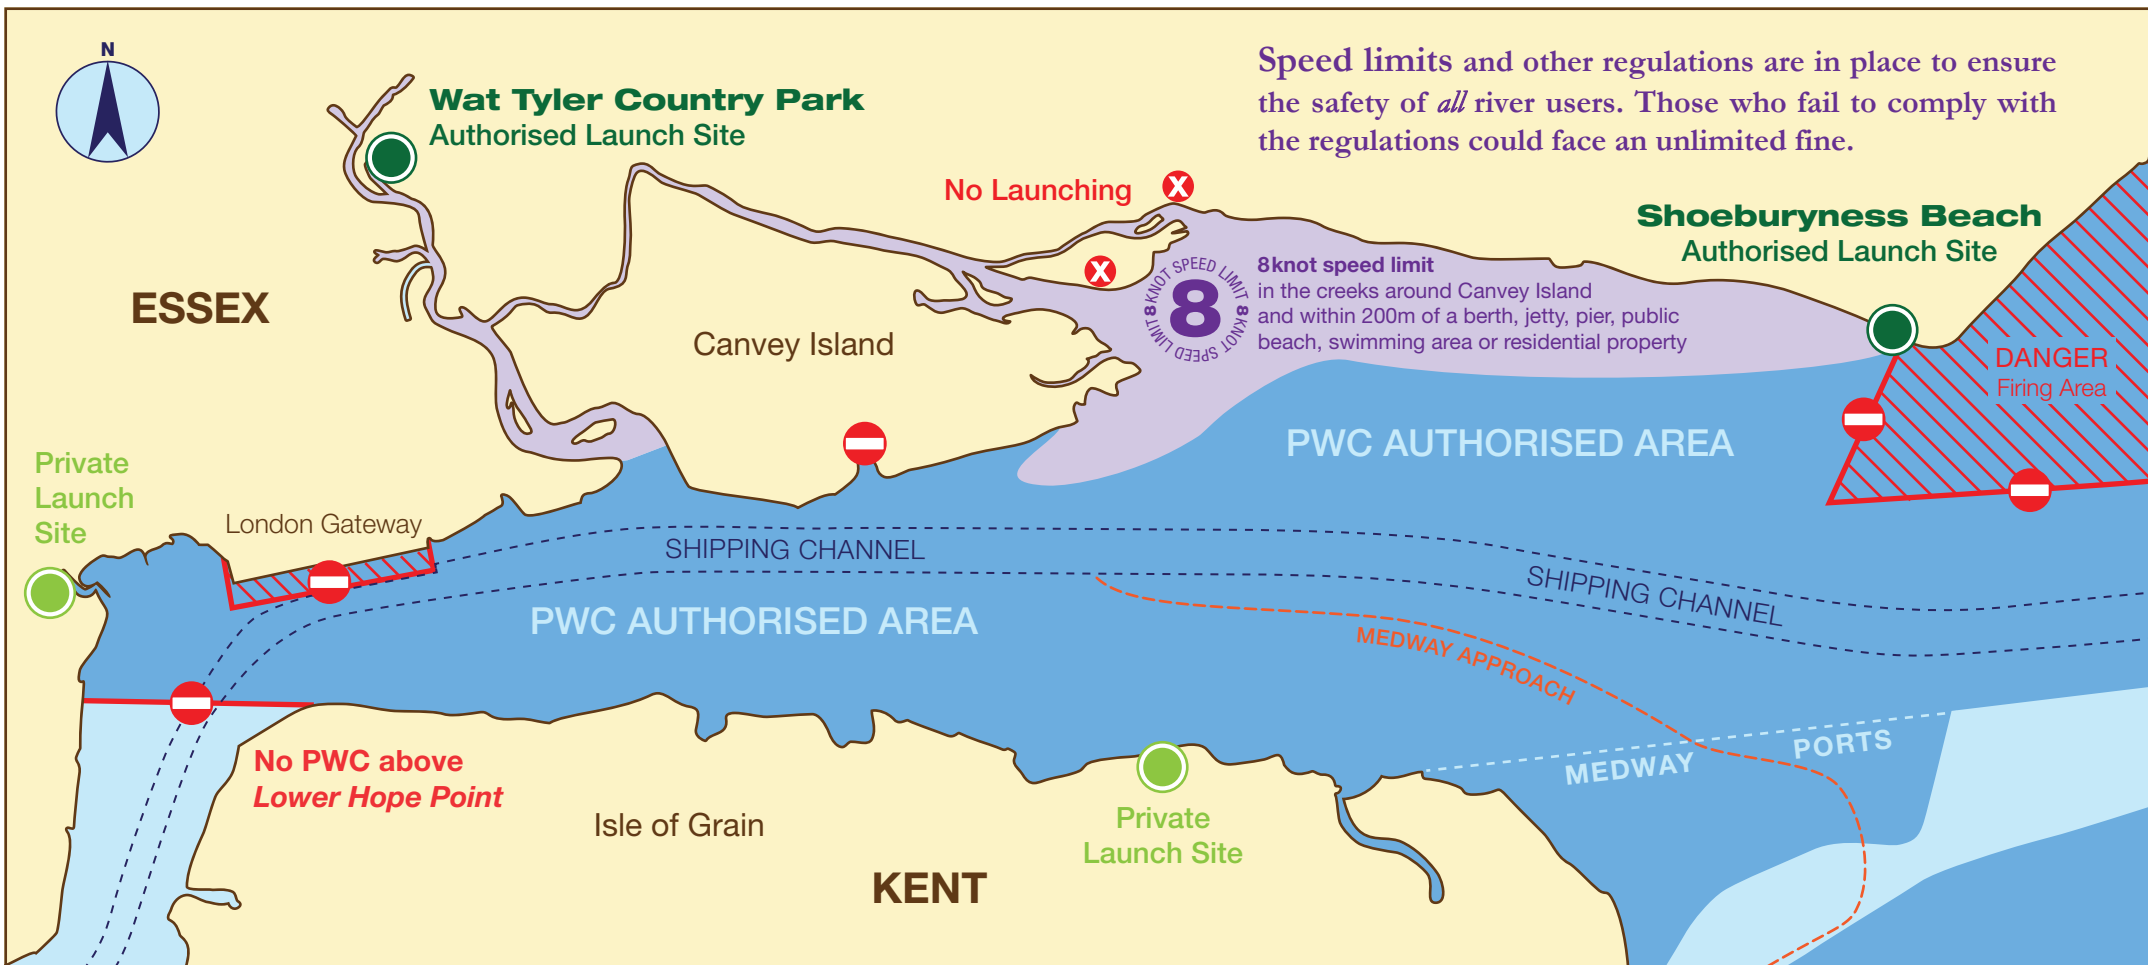 N
Wat Tyler Country Park
Authorised Launch Site
Speed limits and other regulations are in place to ensure
the safety of all river users. Those who fail to comply with
the regulations could face an unlimited fine.
No Launching
X
X
Shoeburyness Beach
Authorised Launch Site
ESSEX
8 KNOT SPEED LIMIT 8 KNOT SPEED LIMIT
8
8knot speed limit
in the creeks around Canvey Island
and within 200m of a berth, jetty, pier, public
beach, swimming area or residential property
Canvey Island
DANGER
Firing Area
PWC AUTHORISED AREA
Private
Launch
Site
London Gateway
SHIPPING CHANNEL
SHIPPING CHANNEL
PWC AUTHORISED AREA
MEDWAY APPROACH
MEDWAY PORTS
No PWC above
Lower Hope Point
Isle of Grain
Private
Launch Site
KENT